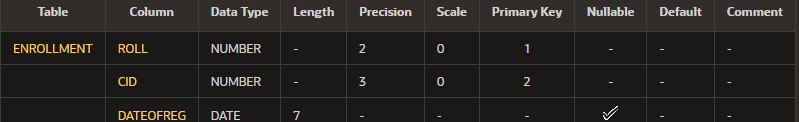 Table Column Data Type Length Precision Scale Primary Key Nullable Default Comment
ENROLLMENT ROLL NUMBER - 2 0 1 - - -
CID NUMBER - 3 0 2 - - -
DATEOFREG DATE 7 - - - ✓ - -